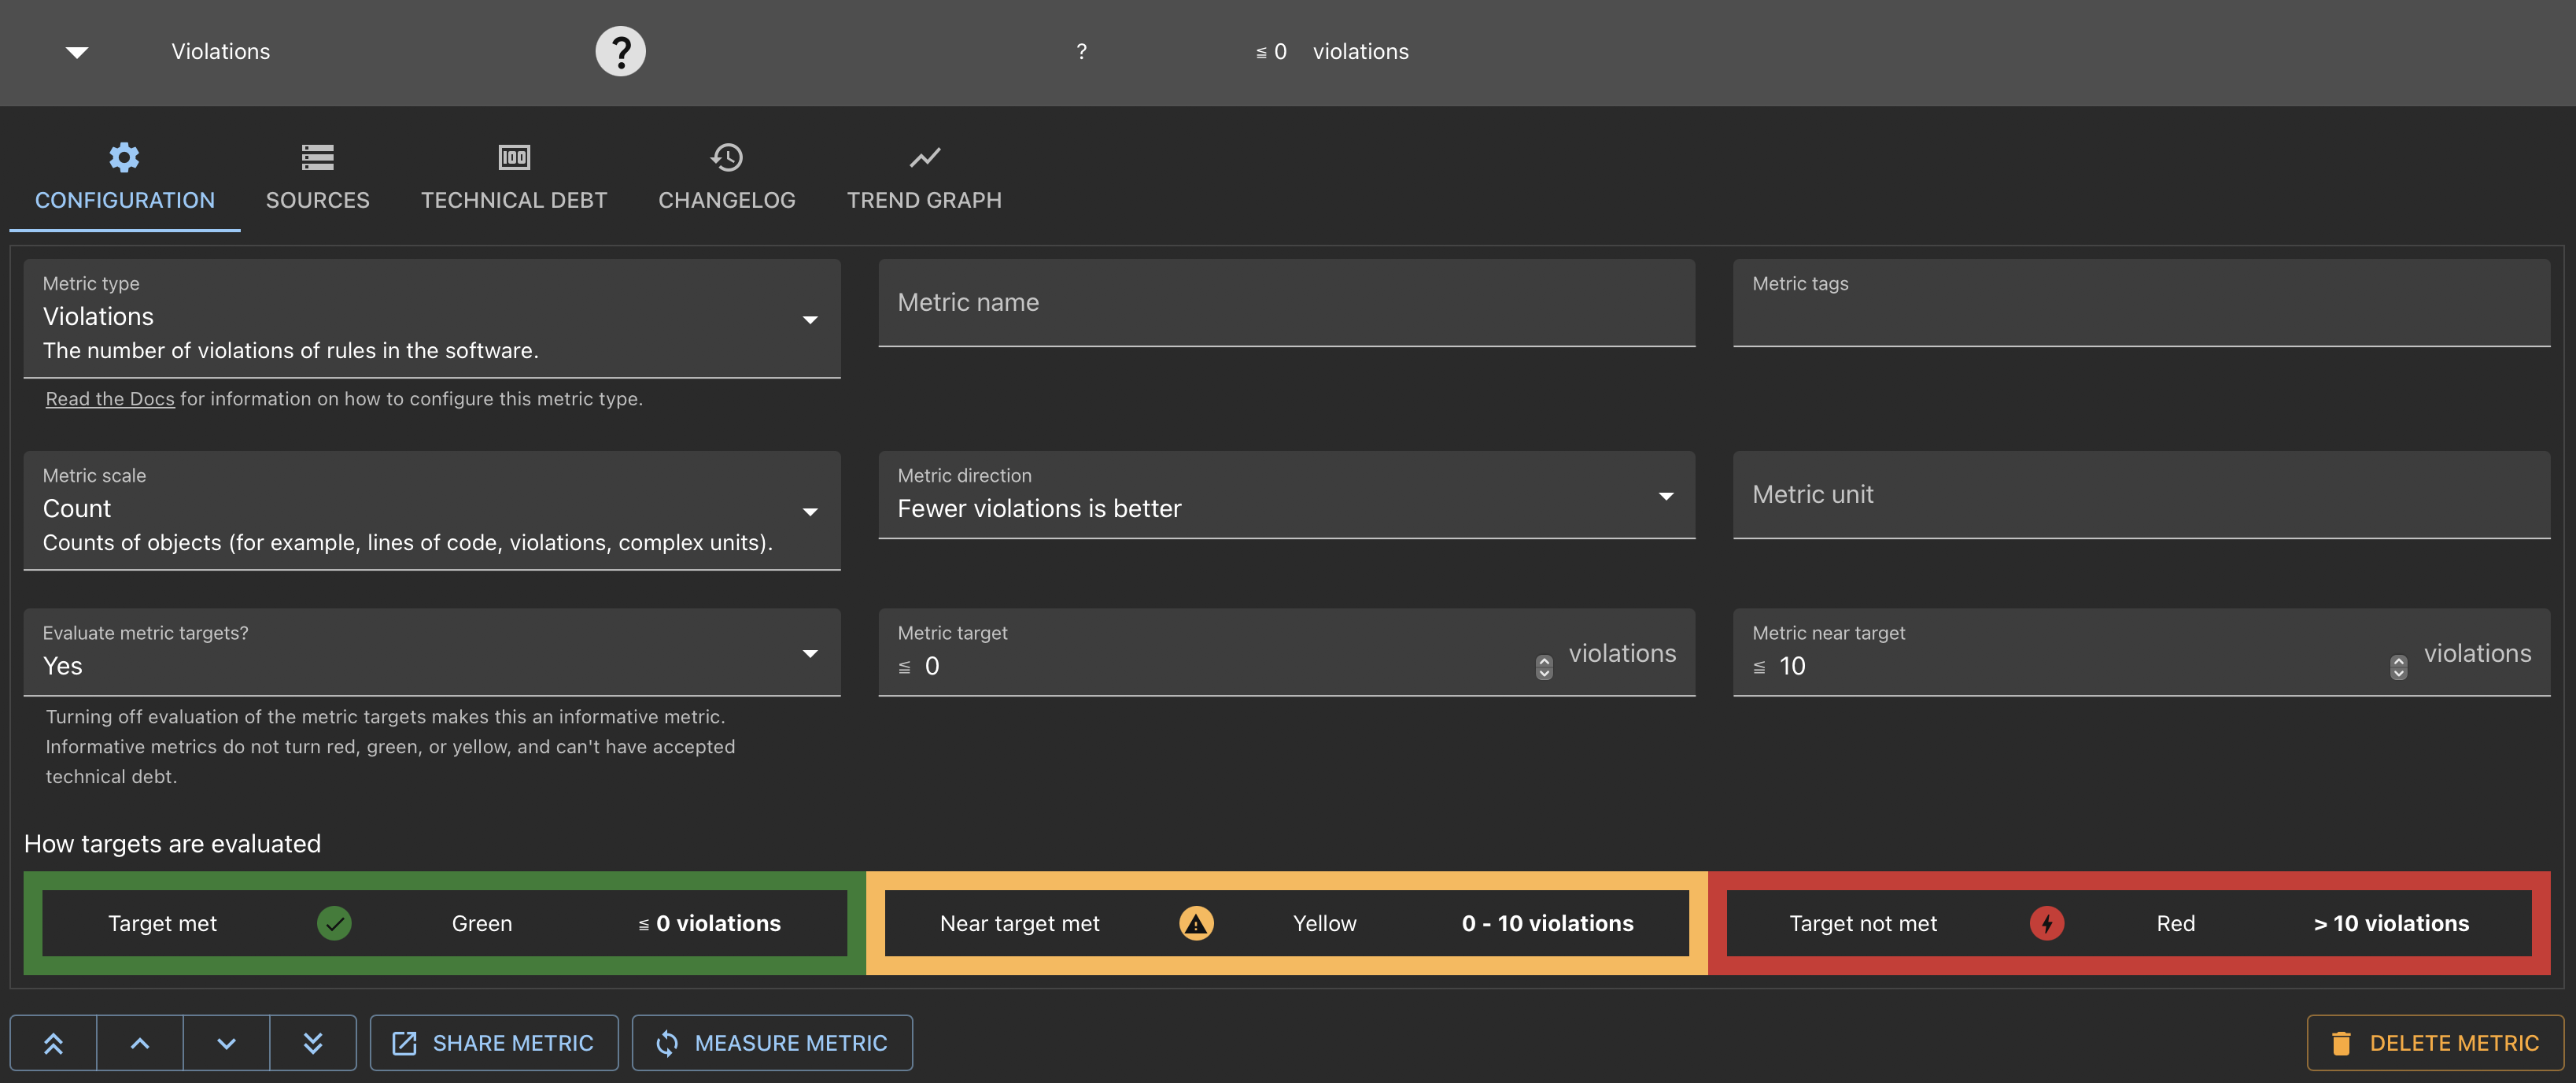 Violations ? ? ≦ 0 violations
CONFIGURATION SOURCES TECHNICAL DEBT CHANGELOG TREND GRAPH
Metric type
Violations
The number of violations of rules in the software.
Read the Docs for information on how to configure this metric type.
Metric name
Metric tags
Metric scale
Count
Counts of objects (for example, lines of code, violations, complex units).
Metric direction
Fewer violations is better
Metric unit
Evaluate metric targets?
Yes
Turning off evaluation of the metric targets makes this an informative metric.
Informative metrics do not turn red, green, or yellow, and can't have accepted
technical debt.
Metric target
≦ 0 violations
Metric near target
≦ 10 violations
How targets are evaluated
Target met Green ≦ 0 violations
Near target met Yellow 0 - 10 violations
Target not met Red > 10 violations
SHARE METRIC MEASURE METRIC DELETE METRIC